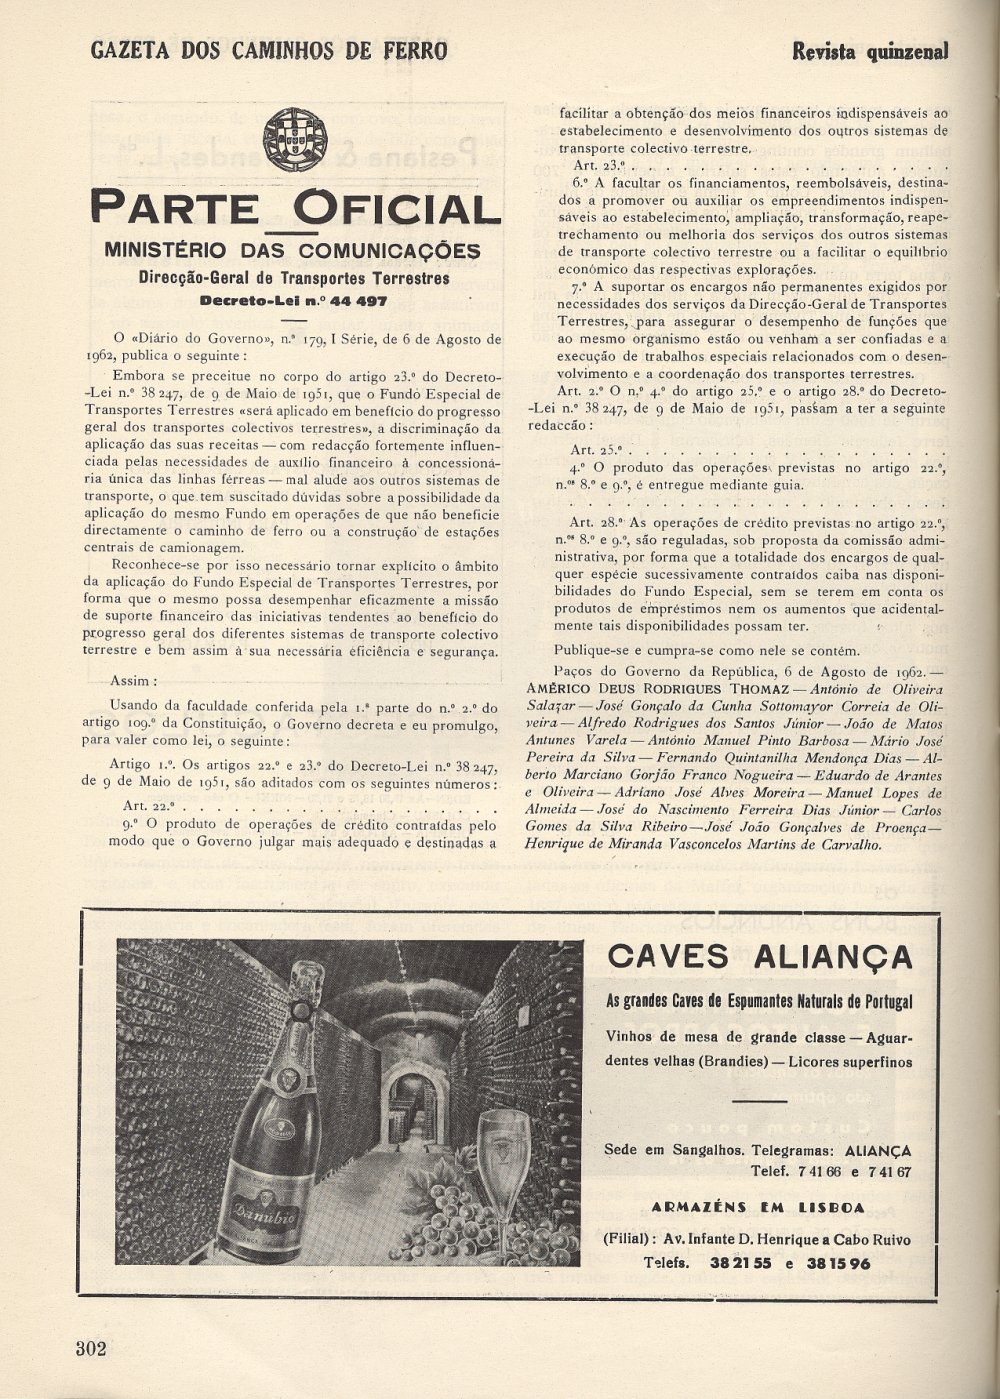 GAZETA DOS CAMINHOS DE FERRO
Revista quinzenal
PARTE OFICIAL
MINISTÉRIO DAS COMUNICAÇÕES
Direcção-Geral de Transportes Terrestres
Decreto-Lei n.º 44 497
O «Diário do Governo», n.º 179, I Série, de 6 de Agosto de
1962, publica o seguinte :
Embora se preceitue no corpo do artigo 23.º do Decreto-
-Lei n.º 38 247, de 9 de Maio de 1951, que o Fundo Especial de
Transportes Terrestres «será aplicado em benefício do progresso
geral dos transportes colectivos terrestres», a discriminação da
aplicação das suas receitas — com redacção fortemente influen-
ciada pelas necessidades de auxílio financeiro à concessioná-
ria única das linhas férreas — mal alude aos outros sistemas de
transporte, o que tem suscitado dúvidas sobre a possibilidade da
aplicação do mesmo Fundo em operações de que não beneficie
directamente o caminho de ferro ou a construção de estações
centrais de camionagem.
Reconhece-se por isso necessário tornar explícito o âmbito
da aplicação do Fundo Especial de Transportes Terrestres, por
forma que o mesmo possa desempenhar eficazmente a missão
de suporte financeiro das iniciativas tendentes ao benefício do
progresso geral dos diferentes sistemas de transporte colectivo
terrestre e bem assim à sua necessária eficiência e segurança.
Assim :
Usando da faculdade conferida pela 1.ª parte do n.º 2.º do
artigo 109.º da Constituição, o Governo decreta e eu promulgo,
para valer como lei, o seguinte :
Artigo 1.º. Os artigos 22.º e 23.º do Decreto-Lei n.º 38 247,
de 9 de Maio de 1951, são aditados com os seguintes números :
Art. 22.º . . . . . . . . . . . . . . . . . . .
9.º O produto de operações de crédito contraídas pelo
modo que o Governo julgar mais adequado e destinadas a
facilitar a obtenção dos meios financeiros indispensáveis ao
estabelecimento e desenvolvimento dos outros sistemas de
transporte colectivo terrestre.
Art. 23.º . . . . . . . . . . . . . . . . . . .
6.º A facultar os financiamentos, reembolsáveis, destina-
dos a promover ou auxiliar os empreendimentos indispen-
sáveis ao estabelecimento, ampliação, transformação, reape-
trechamento ou melhoria dos serviços dos outros sistemas
de transporte colectivo terrestre ou a facilitar o equilíbrio
económico das respectivas explorações.
7.º A suportar os encargos não permanentes exigidos por
necessidades dos serviços da Direcção-Geral de Transportes
Terrestres, para assegurar o desempenho de funções que
ao mesmo organismo estão ou venham a ser confiadas e a
execução de trabalhos especiais relacionados com o desen-
volvimento e a coordenação dos transportes terrestres.
Art. 2.º O n.º 4.º do artigo 25.º e o artigo 28.º do Decreto-
-Lei n.º 38 247, de 9 de Maio de 1951, passam a ter a seguinte
redaccão :
Art. 25.º . . . . . . . . . . . . . . . . . . .
4.º O produto das operações previstas no artigo 22.º,
n.ºs 8.º e 9.º, é entregue mediante guia.
. . . . . . . . . . . . . . . . . . . . . . .
Art. 28.º As operações de crédito previstas no artigo 22.º,
n.ºs 8.º e 9.º, são reguladas, sob proposta da comissão admi-
nistrativa, por forma que a totalidade dos encargos de qual-
quer espécie sucessivamente contraídos caiba nas disponi-
bilidades do Fundo Especial, sem se terem em conta os
produtos de empréstimos nem os aumentos que acidental-
mente tais disponibilidades possam ter.
Publique-se e cumpra-se como nele se contém.
Paços do Governo da República, 6 de Agosto de 1962. —
AMÉRICO DEUS RODRIGUES THOMAZ — António de Oliveira
Salazar — José Gonçalo da Cunha Sottomayor Correia de Oli-
veira — Alfredo Rodrigues dos Santos Júnior — João de Matos
Antunes Varela — António Manuel Pinto Barbosa — Mário José
Pereira da Silva — Fernando Quintanilha Mendonça Dias — Al-
berto Marciano Gorjão Franco Nogueira — Eduardo de Arantes
e Oliveira — Adriano José Alves Moreira — Manuel Lopes de
Almeida — José do Nascimento Ferreira Dias Júnior — Carlos
Gomes da Silva Ribeiro — José João Gonçalves de Proença —
Henrique de Miranda Vasconcelos Martins de Carvalho.
Danubio
CAVES ALIANÇA
As grandes Caves de Espumantes Naturais de Portugal
Vinhos de mesa de grande classe — Aguar-
dentes velhas (Brandies) — Licores superfinos
Sede em Sangalhos. Telegramas: ALIANÇA
Telef. 7 41 66 e 7 41 67
ARMAZÉNS EM LISBOA
(Filial) : Av. Infante D. Henrique a Cabo Ruivo
Telefs. 38 21 55 e 38 15 96
302